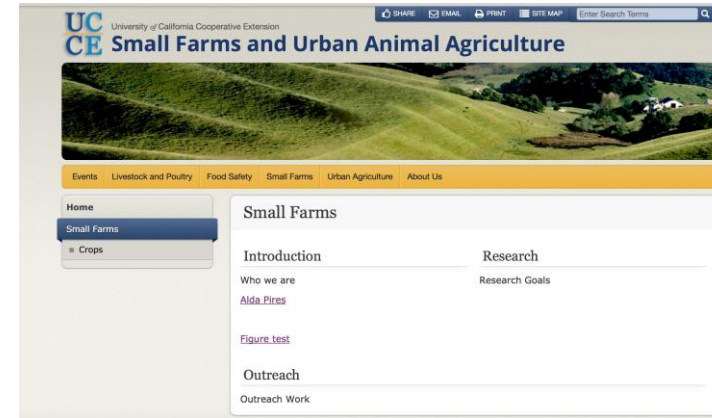 SHARE EMAIL PRINT SITE MAP Enter Search Terms
UC
CE
University of California Cooperative Extension
Small Farms and Urban Animal Agriculture
Events Livestock and Poultry Food Safety Small Farms Urban Agriculture About Us
Home
Small Farms
Crops
Small Farms
Introduction
Who we are
Alda Pires
Figure test
Research
Research Goals
Outreach
Outreach Work